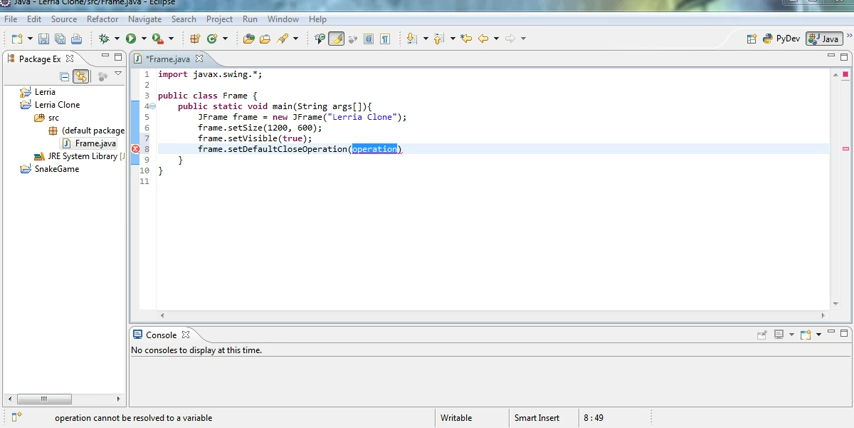 Java - Lerria Clone/src/Frame.java - Eclipse
File Edit Source Refactor Navigate Search Project Run Window Help
PyDev Java
Package Ex
*Frame.java
Lerria
Lerria Clone
src
(default package
Frame.java
JRE System Library [J
SnakeGame
1 import javax.swing.*;
2
3 public class Frame {
4 public static void main(String args[]){
5 JFrame frame = new JFrame("Lerria Clone");
6 frame.setSize(1200, 600);
7 frame.setVisible(true);
8 frame.setDefaultCloseOperation(operation)
9 }
10 }
11
Console
No consoles to display at this time.
operation cannot be resolved to a variable Writable Smart Insert 8 : 49